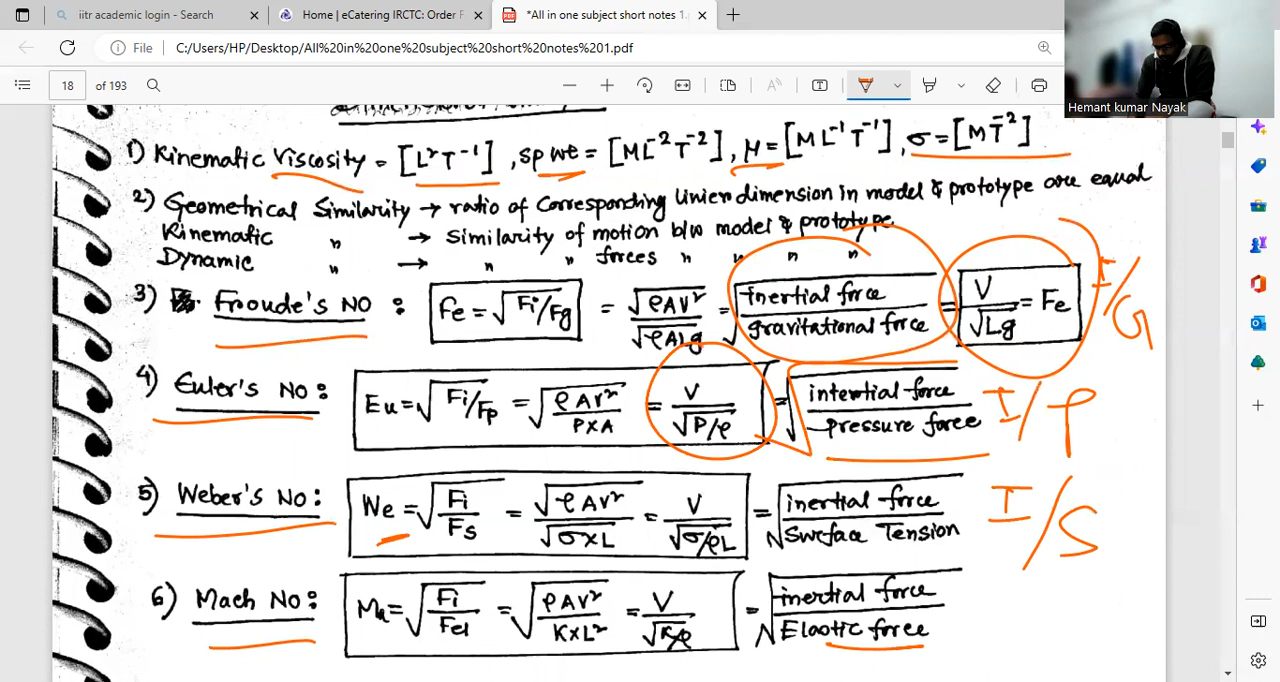 iitr academic login - Search
Home | eCatering IRCTC: Order F
*All in one subject short notes 1.p
File
C:/Users/HP/Desktop/All%20in%20one%20subject%20short%20notes%201.pdf
18 of 193
Hemant kumar Nayak
1) Kinematic Viscosity = [L²T⁻¹], sp we = [ML⁻²T⁻²], μ = [ML⁻¹T⁻¹], σ = [MT⁻²]
2) Geometrical Similarity → ratio of Corresponding linier dimension in model & prototype are equal
Kinematic " → Similarity of motion b/w model & prototype
Dynamic " → " " forces " " " "
3) Froude's NO : Fe = √Fi/Fg = √ρAV²/√ρALg = √inertial force/gravitational force = V/√Lg = Fe I/G
4) Euler's NO : Eu = √Fi/Fp = √ρAV²/P×A = V/√P/ρ = √intertial force/pressure force I/P
5) Weber's NO : We = √Fi/Fs = √ρAV²/√σ×L = V/√σ/ρL = √inertial force/Surface Tension I/S
6) Mach NO : Ma = √Fi/Fel = √ρAV²/K×L² = V/√K/ρ = √inertial force/Elastic force